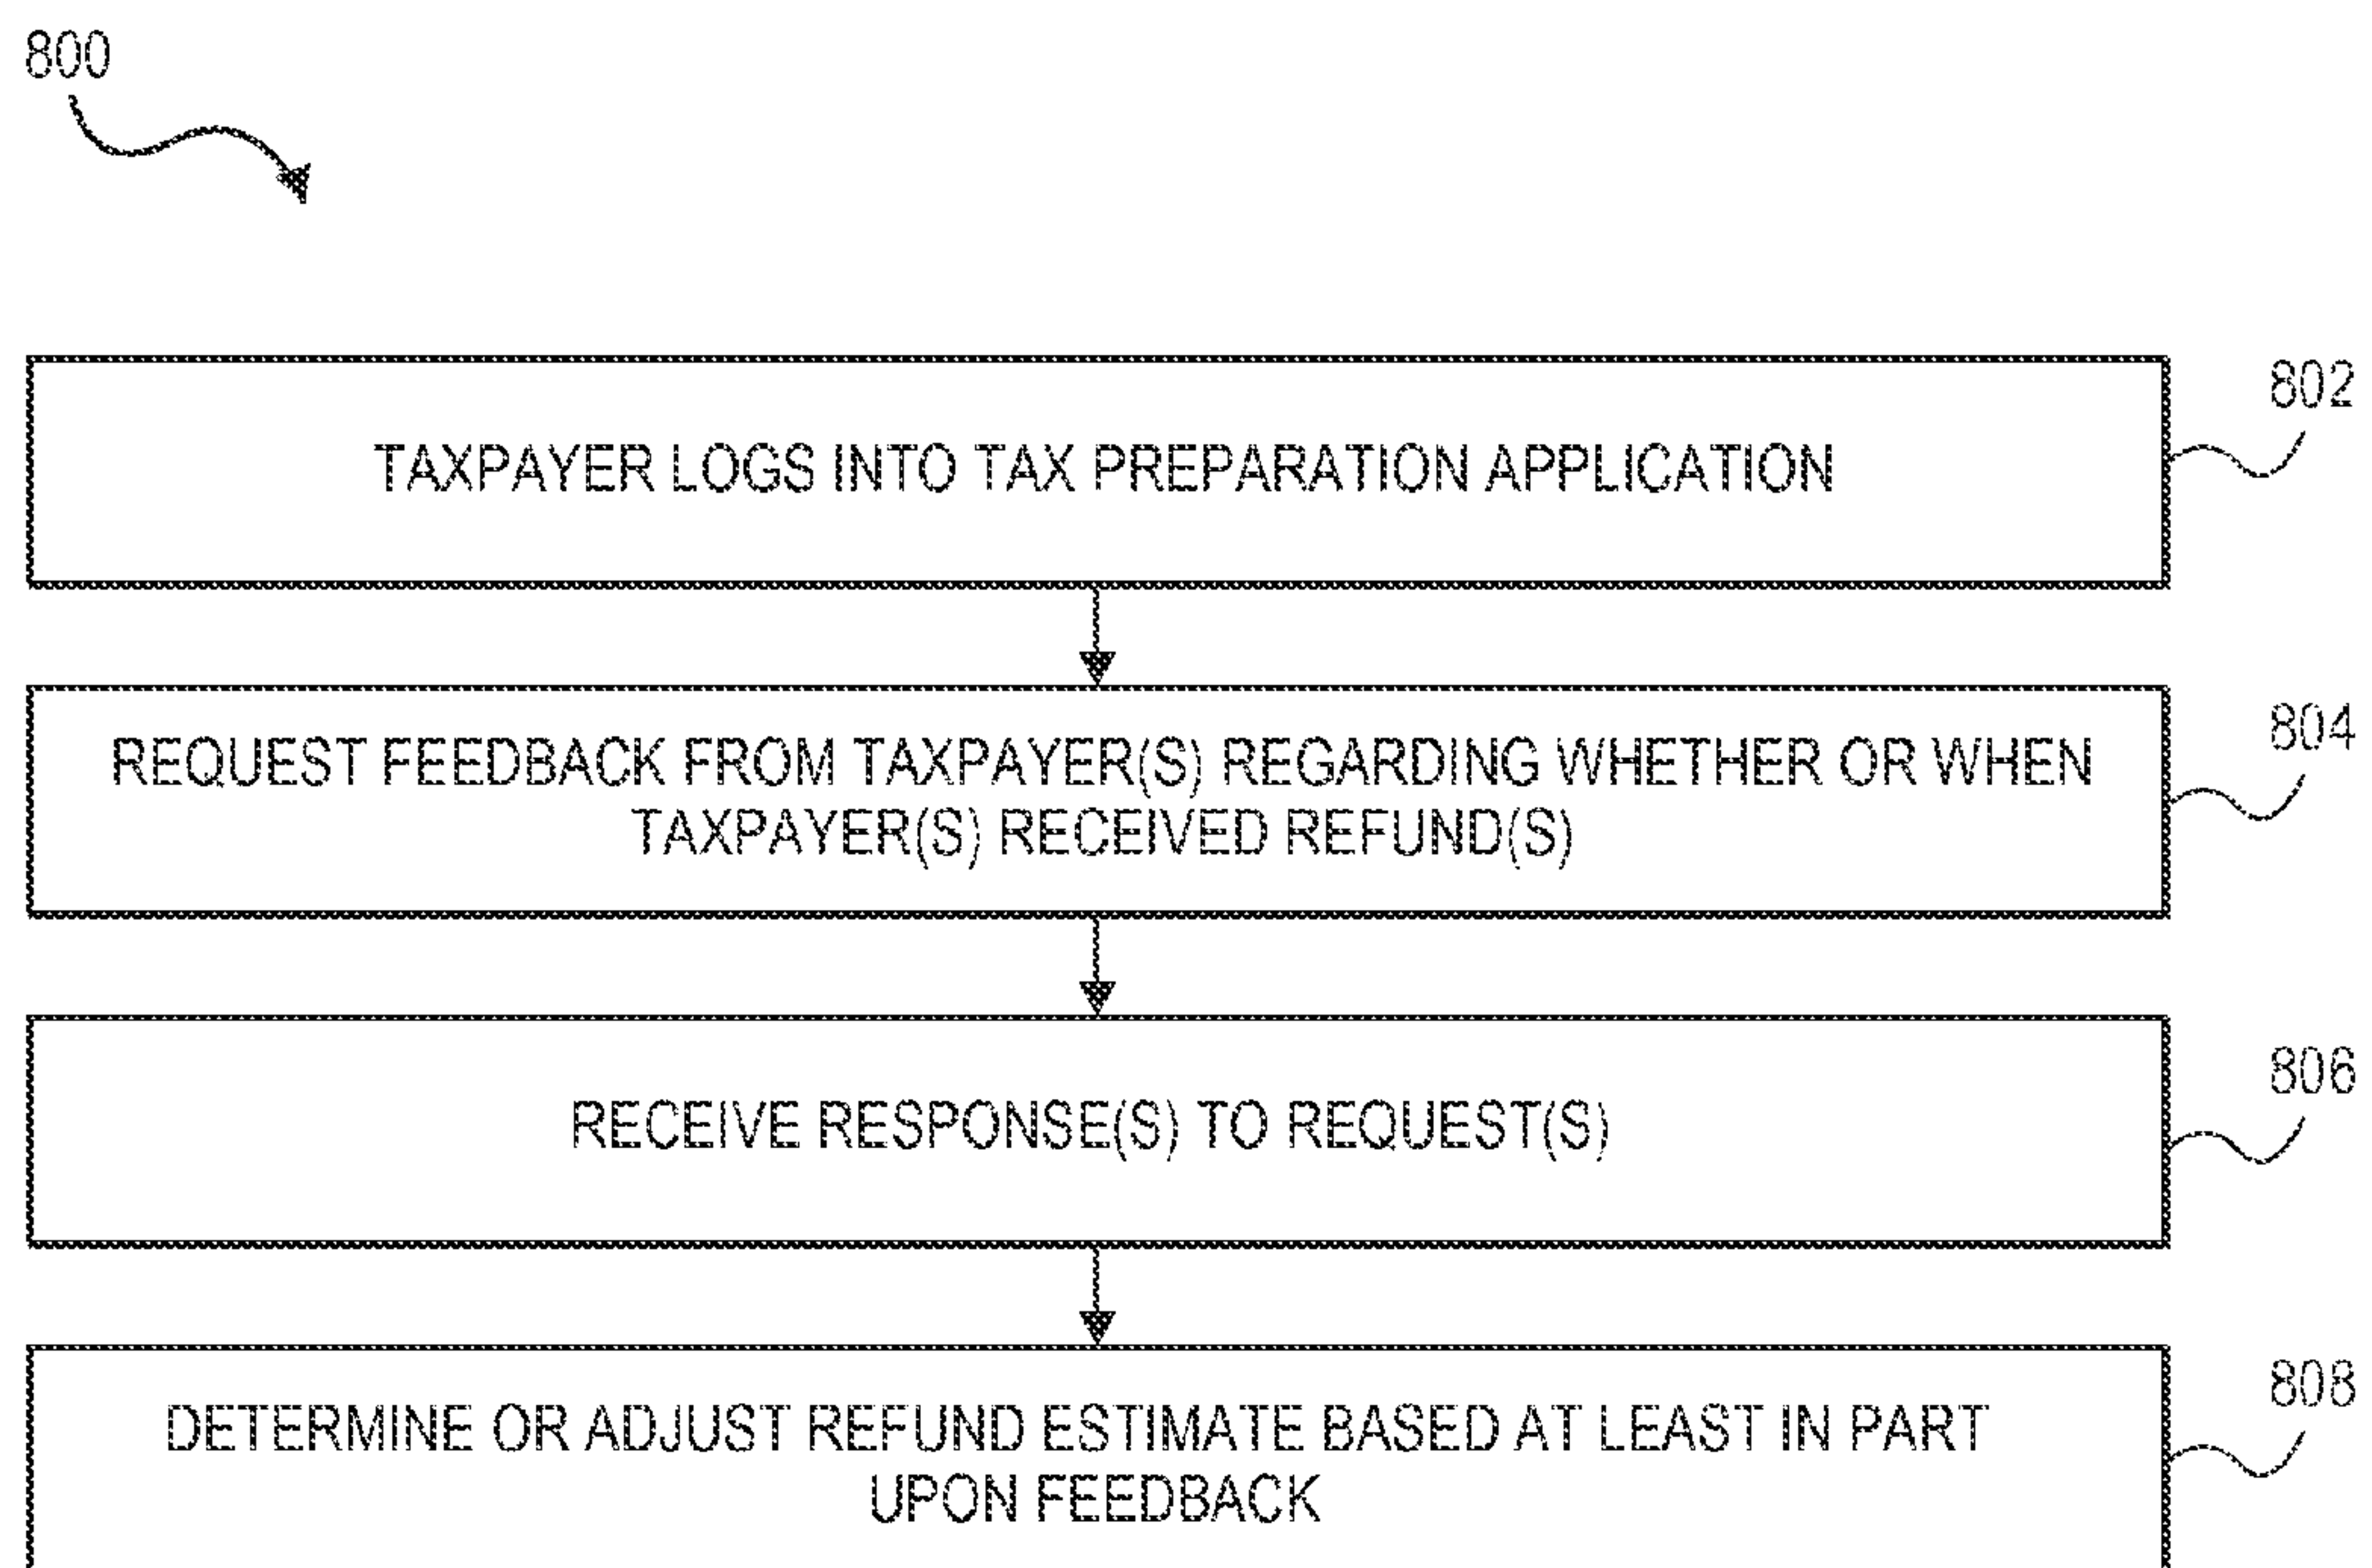 800
802
TAXPAYER LOGS INTO TAX PREPARATION APPLICATION
804
REQUEST FEEDBACK FROM TAXPAYER(S) REGARDING WHETHER OR WHEN
TAXPAYER(S) RECEIVED REFUND(S)
806
RECEIVE RESPONSE(S) TO REQUEST(S)
808
DETERMINE OR ADJUST REFUND ESTIMATE BASED AT LEAST IN PART
UPON FEEDBACK